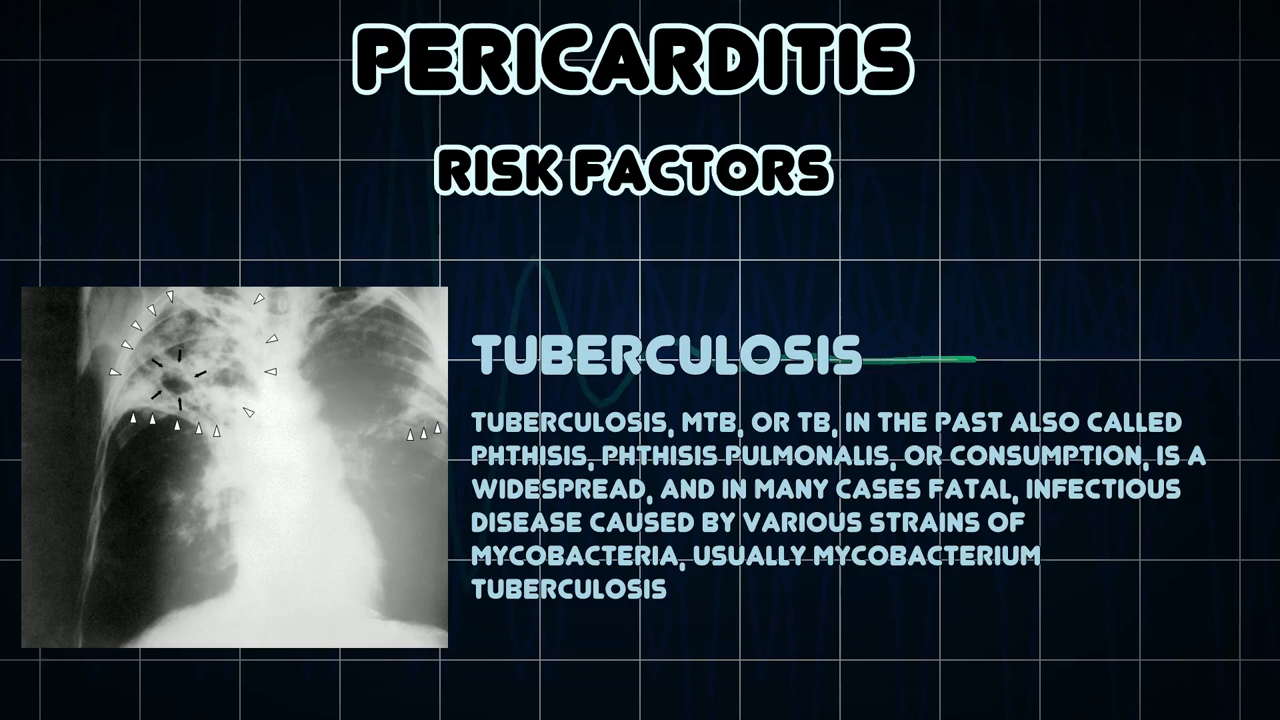 PERICARDITIS
RISK FACTORS
TUBERCULOSIS
TUBERCULOSIS, MTB, OR TB, IN THE PAST ALSO CALLED
PHTHISIS, PHTHISIS PULMONALIS, OR CONSUMPTION, IS A
WIDESPREAD, AND IN MANY CASES FATAL, INFECTIOUS
DISEASE CAUSED BY VARIOUS STRAINS OF
MYCOBACTERIA, USUALLY MYCOBACTERIUM
TUBERCULOSIS